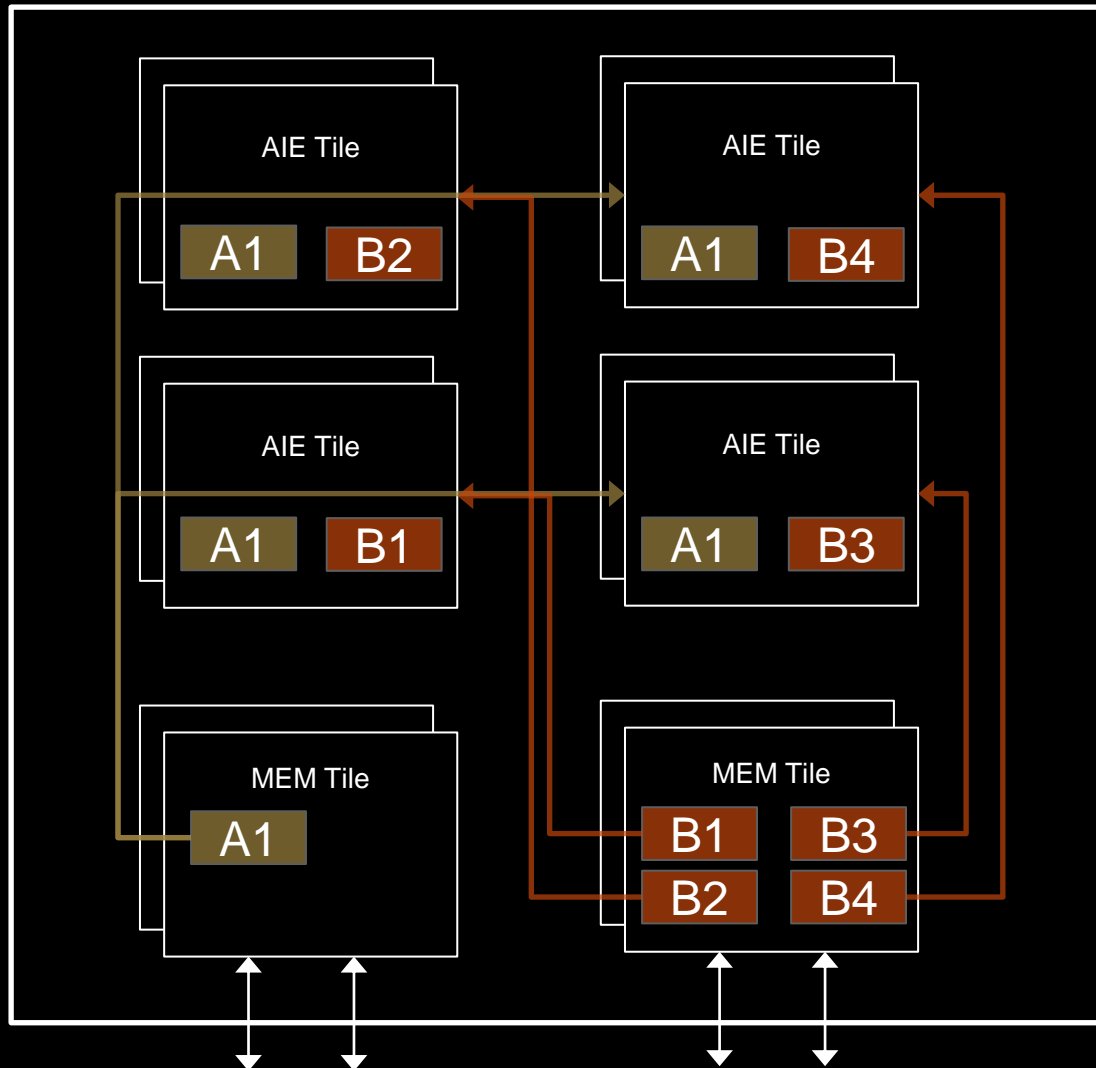 AIE Tile
A1 B2
AIE Tile
A1 B4
AIE Tile
A1 B1
AIE Tile
A1 B3
MEM Tile
A1
MEM Tile
B1 B3
B2 B4